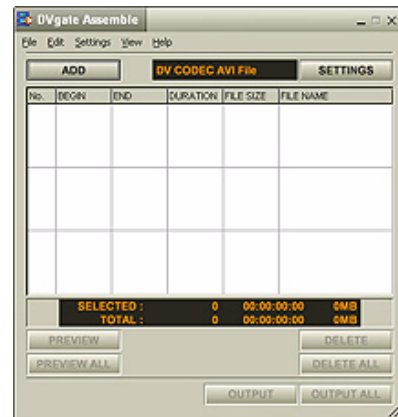 DVgate Assemble
File Edit Settings View Help
ADD DV CODEC AVI File SETTINGS
No. BEGIN END DURATION FILE SIZE FILE NAME
SELECTED : 0 00:00:00:00 0MB
TOTAL : 0 00:00:00:00 0MB
PREVIEW DELETE
PREVIEW ALL DELETE ALL
OUTPUT OUTPUT ALL